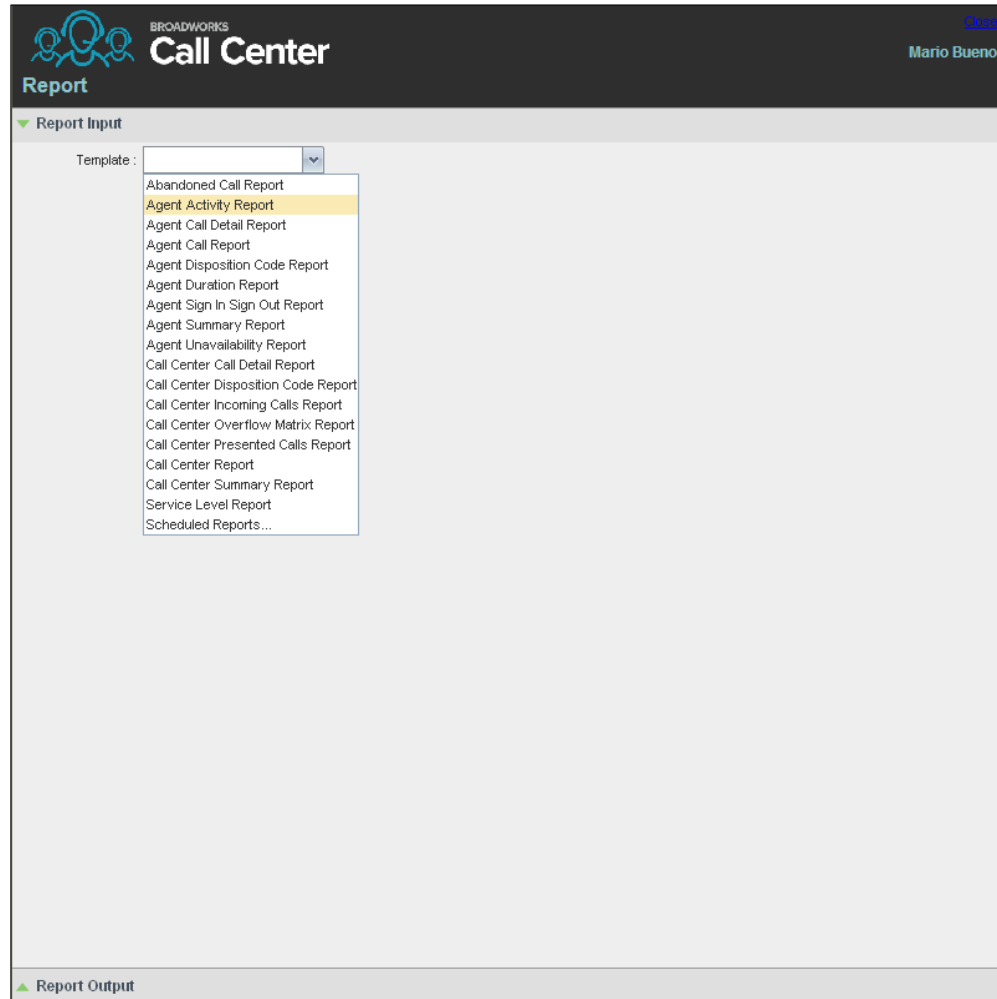 BROADWORKS
Call Center
Close
Mario Bueno
Report
Report Input
Template :
Abandoned Call Report
Agent Activity Report
Agent Call Detail Report
Agent Call Report
Agent Disposition Code Report
Agent Duration Report
Agent Sign In Sign Out Report
Agent Summary Report
Agent Unavailability Report
Call Center Call Detail Report
Call Center Disposition Code Report
Call Center Incoming Calls Report
Call Center Overflow Matrix Report
Call Center Presented Calls Report
Call Center Report
Call Center Summary Report
Service Level Report
Scheduled Reports...
Report Output